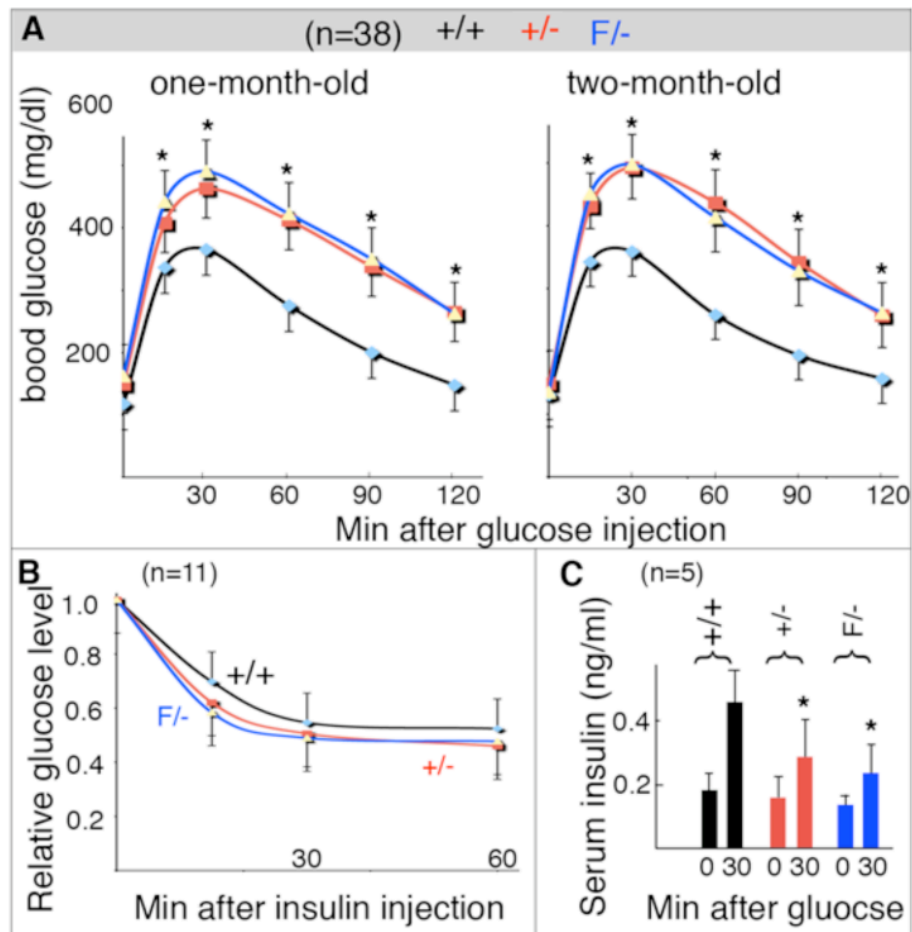 A
(n=38) +/+ +/- F/-
one-month-old two-month-old
bood glucose (mg/dl)
600
400
200
* * * * *
* * * * *
30 60 90 120 30 60 90 120
Min after glucose injection
B (n=11)
Relative glucose level
1.0
0.8
0.6
0.4
0.2
+/+
F/-
+/-
30 60
Min after insulin injection
C (n=5)
Serum insulin (ng/ml)
+/+ +/- F/-
} } }
0.4
0.2
* *
0 30 0 30 0 30
Min after gluocse